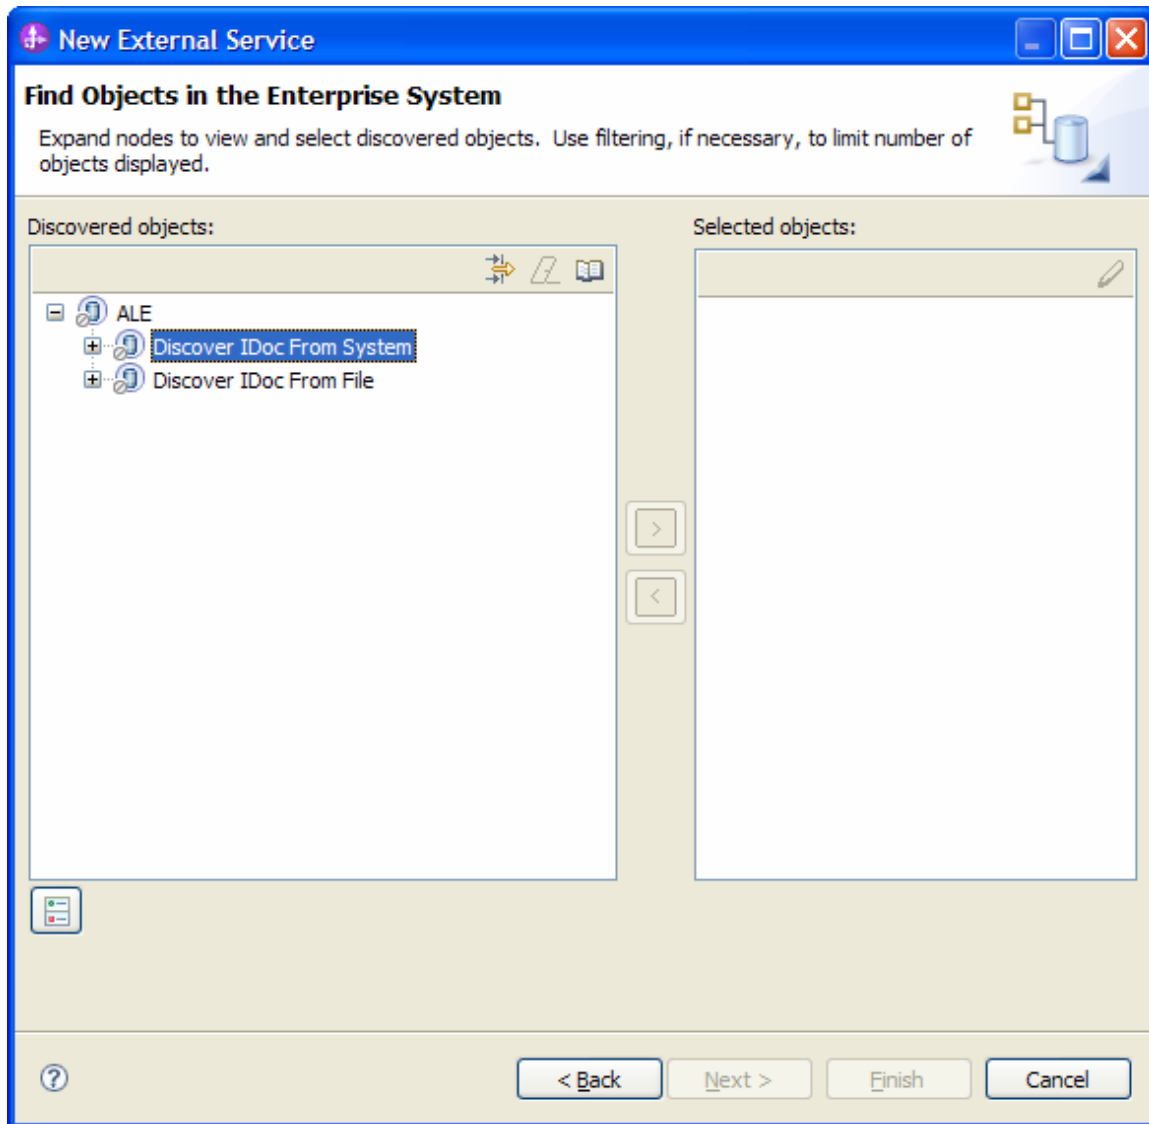 New External Service
Find Objects in the Enterprise System
Expand nodes to view and select discovered objects.  Use filtering, if necessary, to limit number of
objects displayed.
Discovered objects:
Selected objects:
ALE
Discover IDoc From System
Discover IDoc From File
>
<
?
< Back
Next >
Finish
Cancel